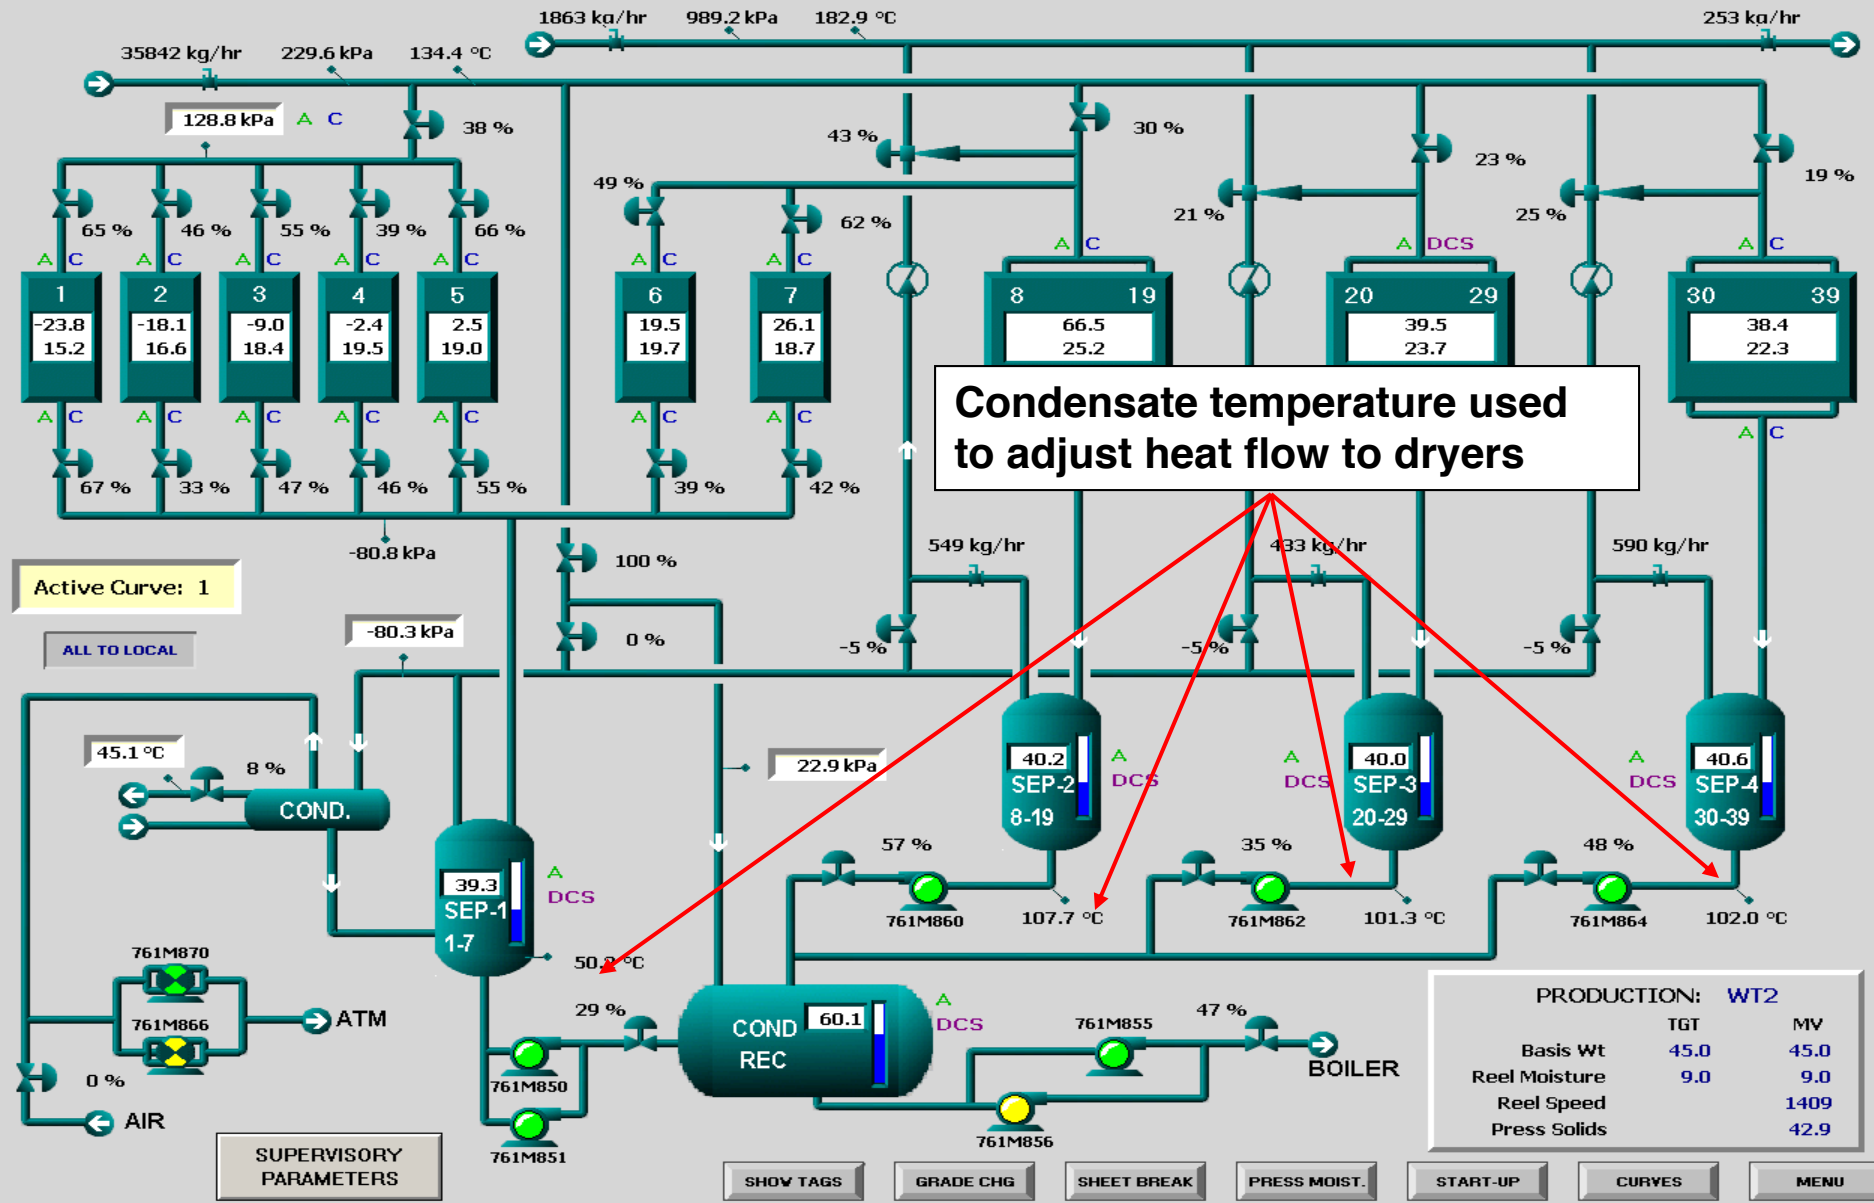 1863 kg/hr 989.2 kPa 182.9 °C 253 kg/hr
35842 kg/hr 229.6 kPa 134.4 °C
128.8 kPa A C 38 % 43 % 30 % 23 % 19 %
49 % 62 % 21 % 25 %
65 % 46 % 55 % 39 % 66 %
A C A C A C A C A C A C A C A C A DCS A C
1 2 3 4 5 6 7 8 19 20 29 30 39
-23.8 -18.1 -9.0 -2.4 2.5 19.5 26.1 66.5 39.5 38.4
15.2 16.6 18.4 19.5 19.0 19.7 18.7 25.2 23.7 22.3
Condensate temperature used
to adjust heat flow to dryers
A C A C A C A C A C A C A C A C
67 % 33 % 47 % 46 % 55 % 39 % 42 %
-80.8 kPa 100 % 549 kg/hr 433 kg/hr 590 kg/hr
Active Curve: 1
-80.3 kPa 0 % -5 % -5 % -5 %
ALL TO LOCAL
45.1 °C 8 % 22.9 kPa
COND.
40.2 A 40.0 A 40.6
SEP-2 DCS SEP-3 DCS SEP-4
8-19 20-29 30-39
A
DCS
57 % 35 % 48 %
39.3 A
SEP-1 DCS
1-7
761M860 107.7 °C 761M862 101.3 °C 761M864 102.0 °C
761M870 °C
761M866 ATM
29 % COND 60.1 A
REC DCS
761M855 47 %
BOILER
0 % 761M850
AIR 761M851 761M856
PRODUCTION: WT2
TGT MV
Basis Wt 45.0 45.0
Reel Moisture 9.0 9.0
Reel Speed 1409
Press Solids 42.9
SUPERVISORY
PARAMETERS
SHOW TAGS GRADE CHG SHEET BREAK PRESS MOIST. START-UP CURVES MENU